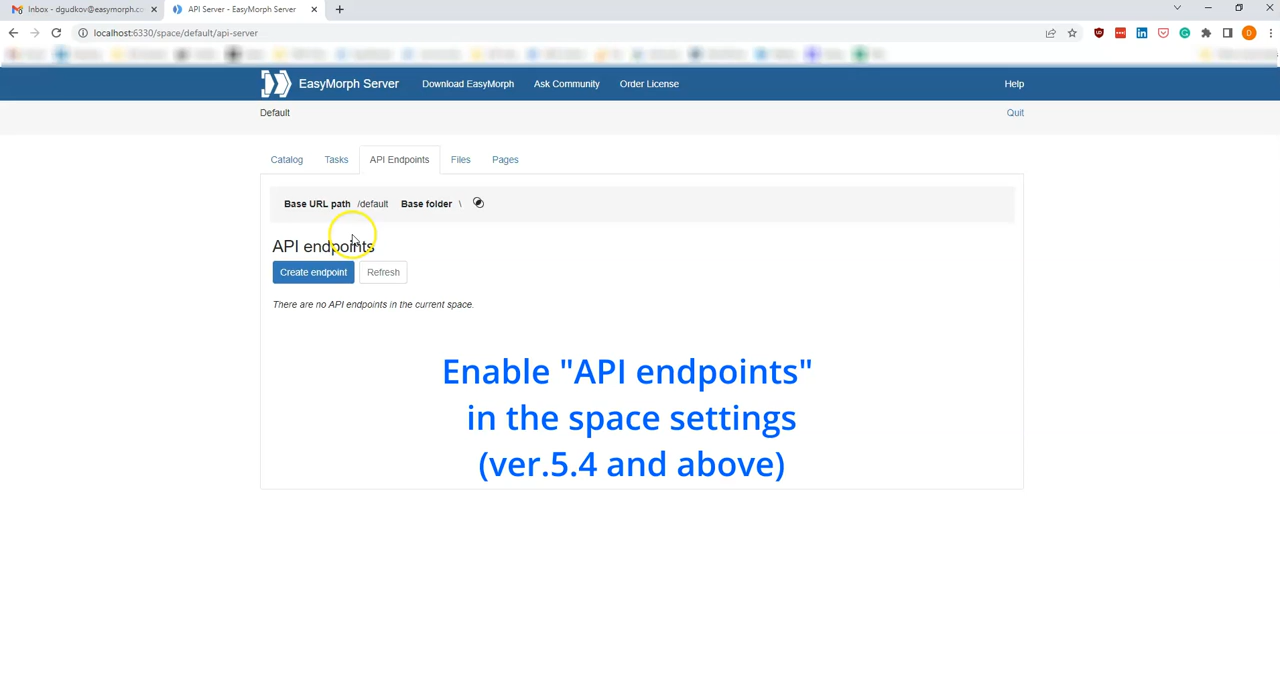 Inbox - dgudkov@easymorph.co
API Server - EasyMorph Server
localhost:6330/space/default/api-server
D
EasyMorph Server Download EasyMorph Ask Community Order License Help
Default Quit
Catalog Tasks API Endpoints Files Pages
Base URL path /default Base folder \
API endpoints
Create endpoint Refresh
There are no API endpoints in the current space.
Enable "API endpoints"
in the space settings
(ver.5.4 and above)